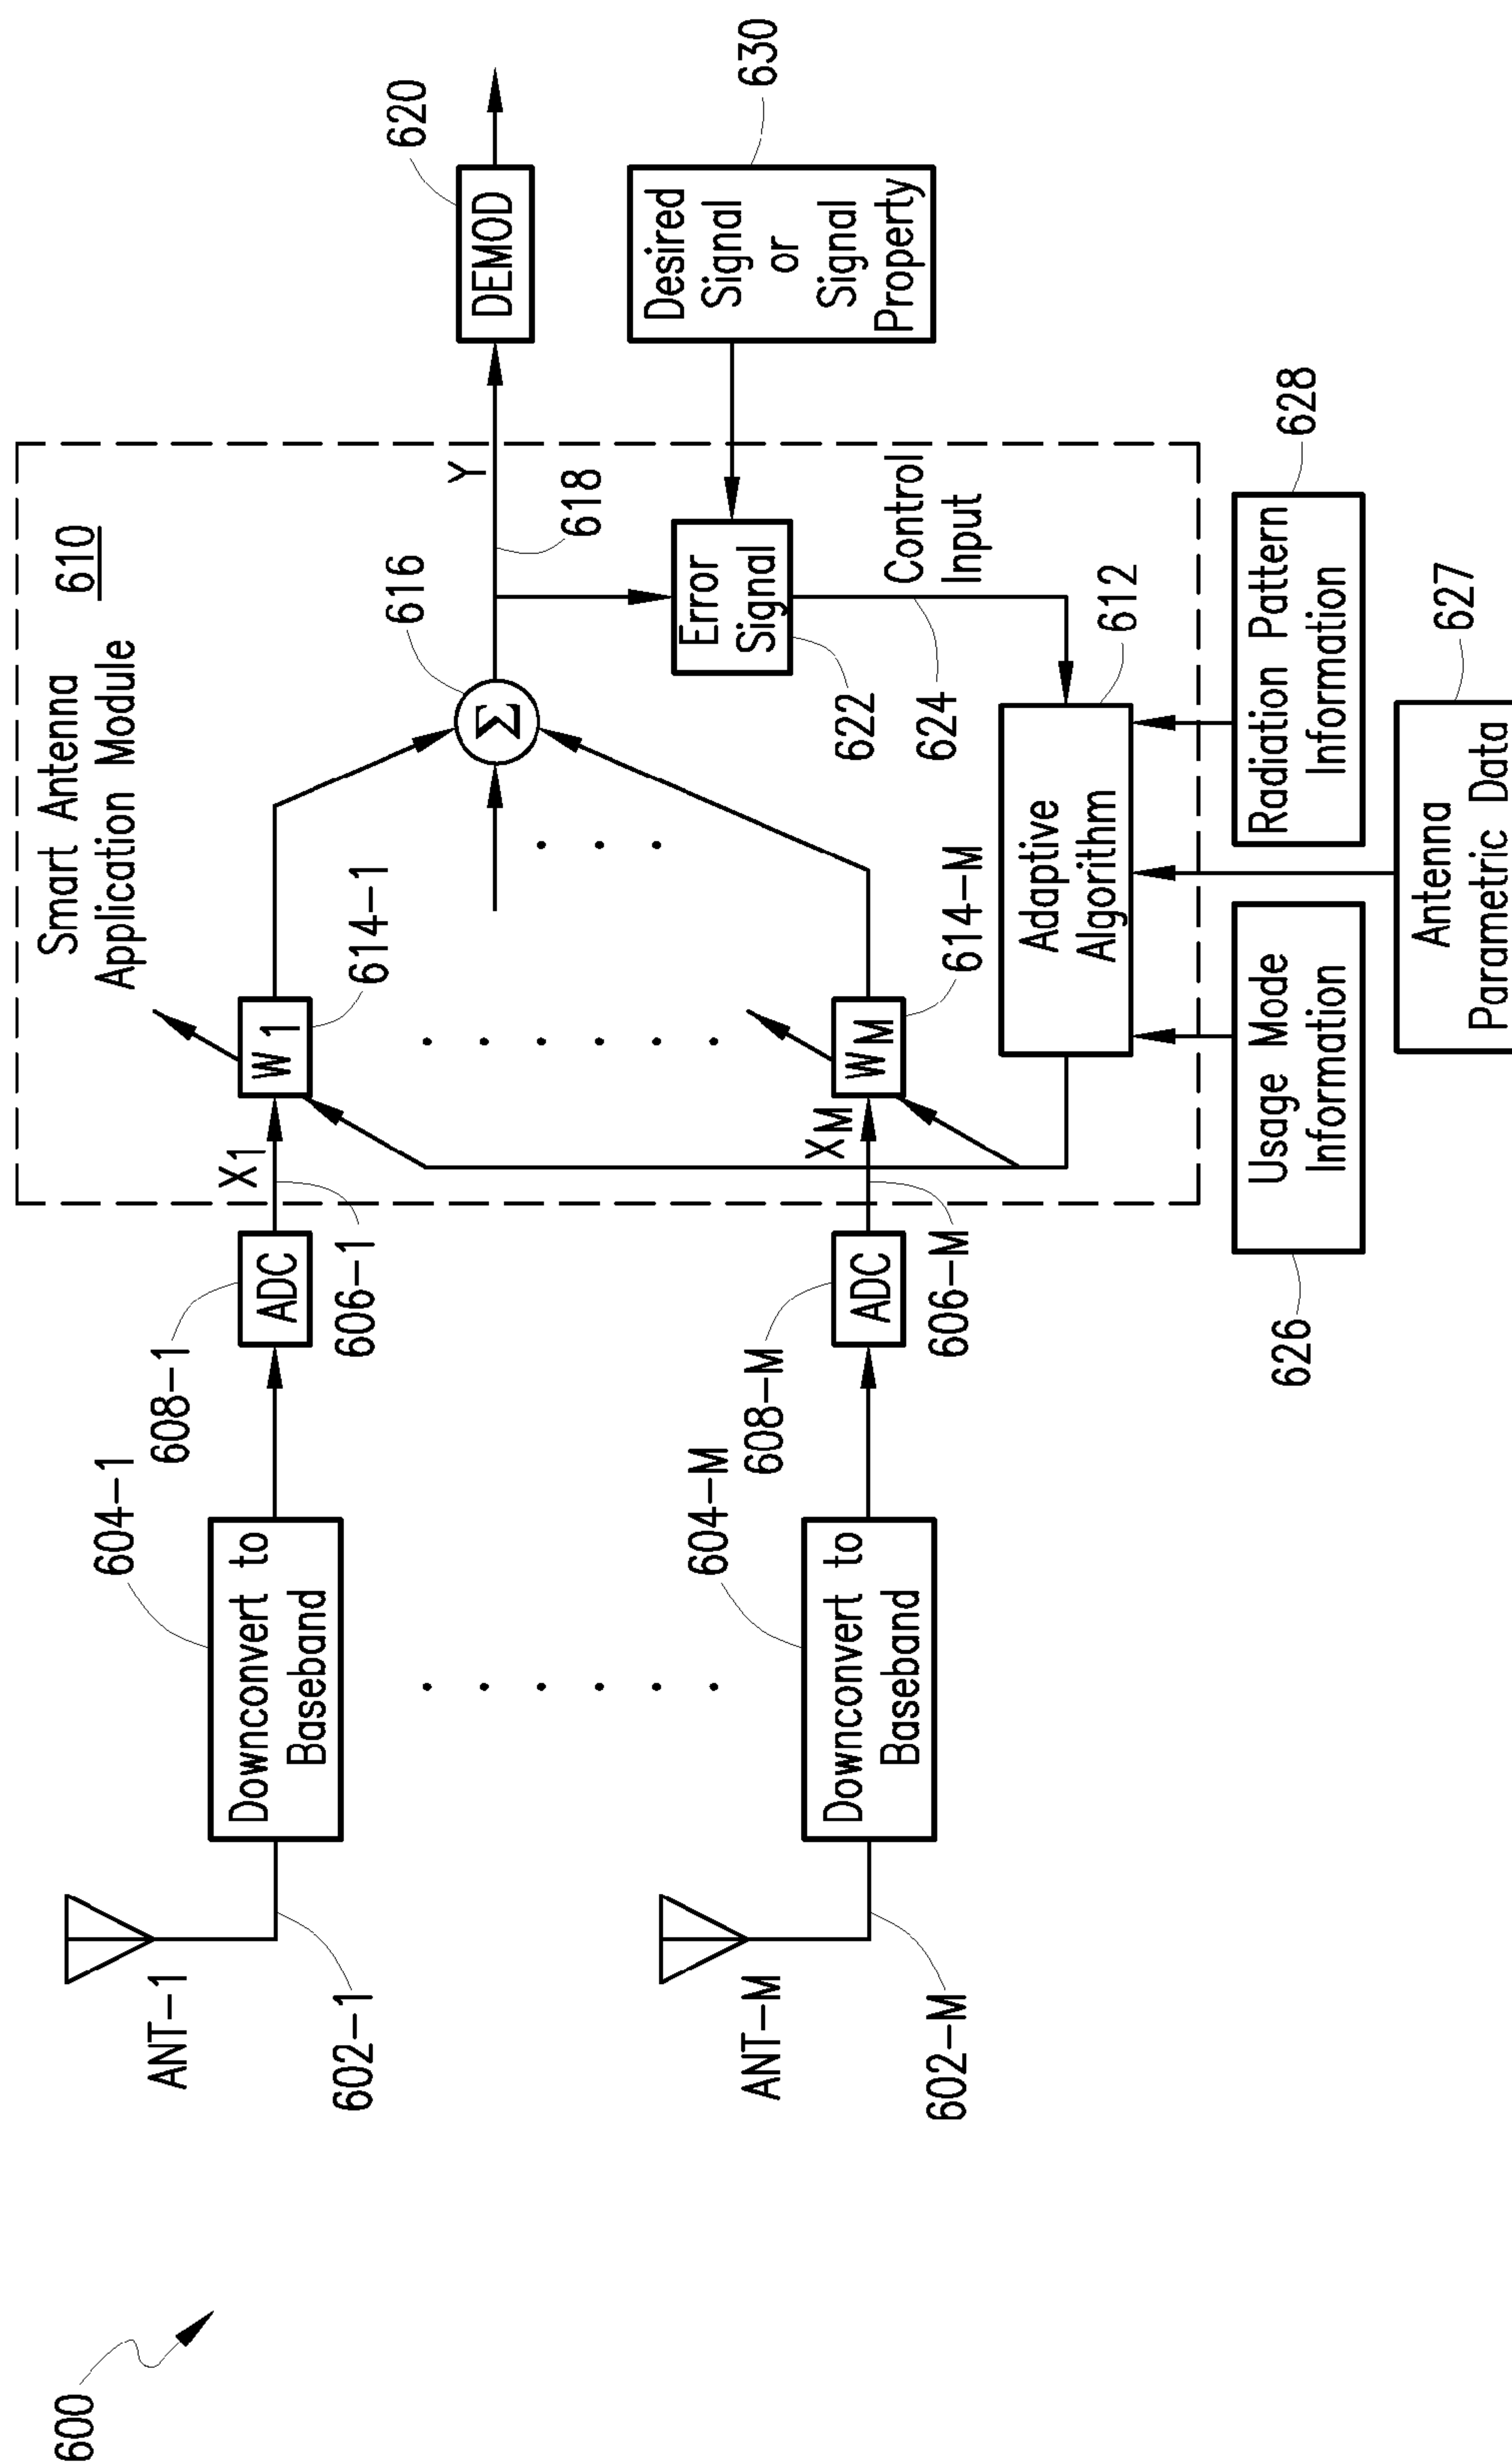 600
ANT-1
602-1
604-1
Downconvert to
Baseband
608-1
ADC
606-1
X1
Smart Antenna
Application Module
610
W1
614-1
616
Σ
Y
618
620
DEMOD
630
Desired
Signal
or
Signal
Property
Error
Signal
622
Control
Input
624
ANT-M
602-M
604-M
Downconvert to
Baseband
608-M
ADC
606-M
XM
WM
614-M
Adaptive
Algorithm
612
626
Usage Mode
Information
Radiation Pattern
Information
628
Antenna
Parametric Data
627